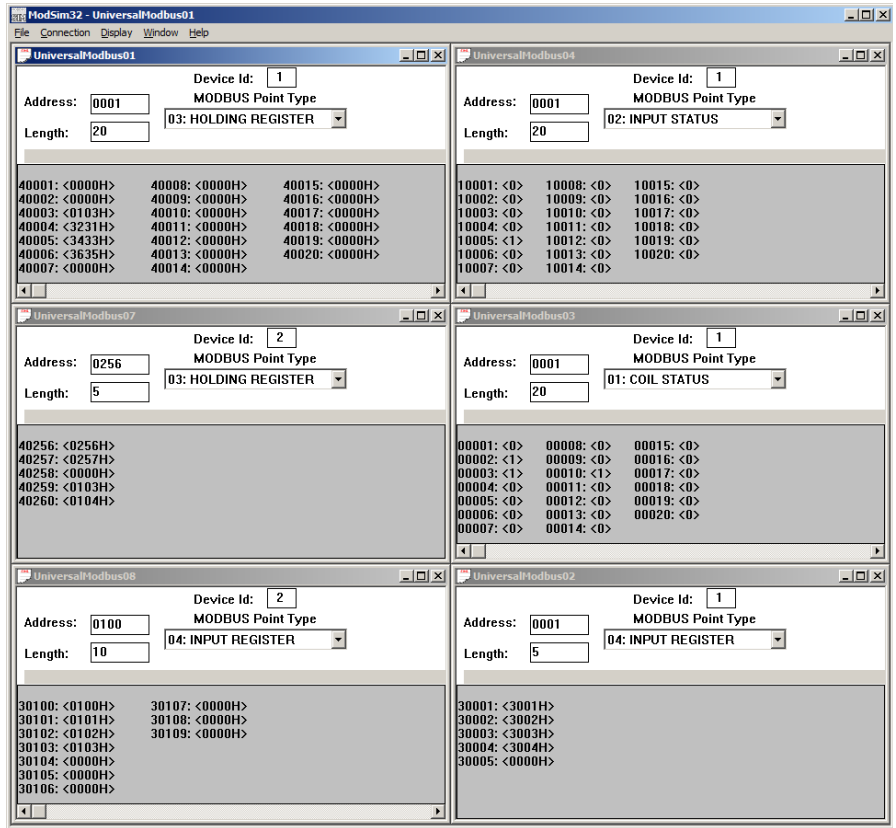 ModSim32 - UniversalModbus01
File Connection Display Window Help
UniversalModbus01
Device Id: 1
Address: 0001 MODBUS Point Type
03: HOLDING REGISTER
Length: 20
40001: <0000H> 40008: <0000H> 40015: <0000H>
40002: <0000H> 40009: <0000H> 40016: <0000H>
40003: <0103H> 40010: <0000H> 40017: <0000H>
40004: <3231H> 40011: <0000H> 40018: <0000H>
40005: <3433H> 40012: <0000H> 40019: <0000H>
40006: <3635H> 40013: <0000H> 40020: <0000H>
40007: <0000H> 40014: <0000H>
UniversalModbus04
Device Id: 1
Address: 0001 MODBUS Point Type
02: INPUT STATUS
Length: 20
10001: <0> 10008: <0> 10015: <0>
10002: <0> 10009: <0> 10016: <0>
10003: <0> 10010: <0> 10017: <0>
10004: <0> 10011: <0> 10018: <0>
10005: <1> 10012: <0> 10019: <0>
10006: <0> 10013: <0> 10020: <0>
10007: <0> 10014: <0>
UniversalModbus07
Device Id: 2
Address: 0256 MODBUS Point Type
03: HOLDING REGISTER
Length: 5
40256: <0256H>
40257: <0257H>
40258: <0000H>
40259: <0103H>
40260: <0104H>
UniversalModbus03
Device Id: 1
Address: 0001 MODBUS Point Type
01: COIL STATUS
Length: 20
00001: <0> 00008: <0> 00015: <0>
00002: <1> 00009: <0> 00016: <0>
00003: <1> 00010: <1> 00017: <0>
00004: <0> 00011: <0> 00018: <0>
00005: <0> 00012: <0> 00019: <0>
00006: <0> 00013: <0> 00020: <0>
00007: <0> 00014: <0>
UniversalModbus08
Device Id: 2
Address: 0100 MODBUS Point Type
04: INPUT REGISTER
Length: 10
30100: <0100H> 30107: <0000H>
30101: <0101H> 30108: <0000H>
30102: <0102H> 30109: <0000H>
30103: <0103H>
30104: <0000H>
30105: <0000H>
30106: <0000H>
UniversalModbus02
Device Id: 1
Address: 0001 MODBUS Point Type
04: INPUT REGISTER
Length: 5
30001: <3001H>
30002: <3002H>
30003: <3003H>
30004: <3004H>
30005: <0000H>